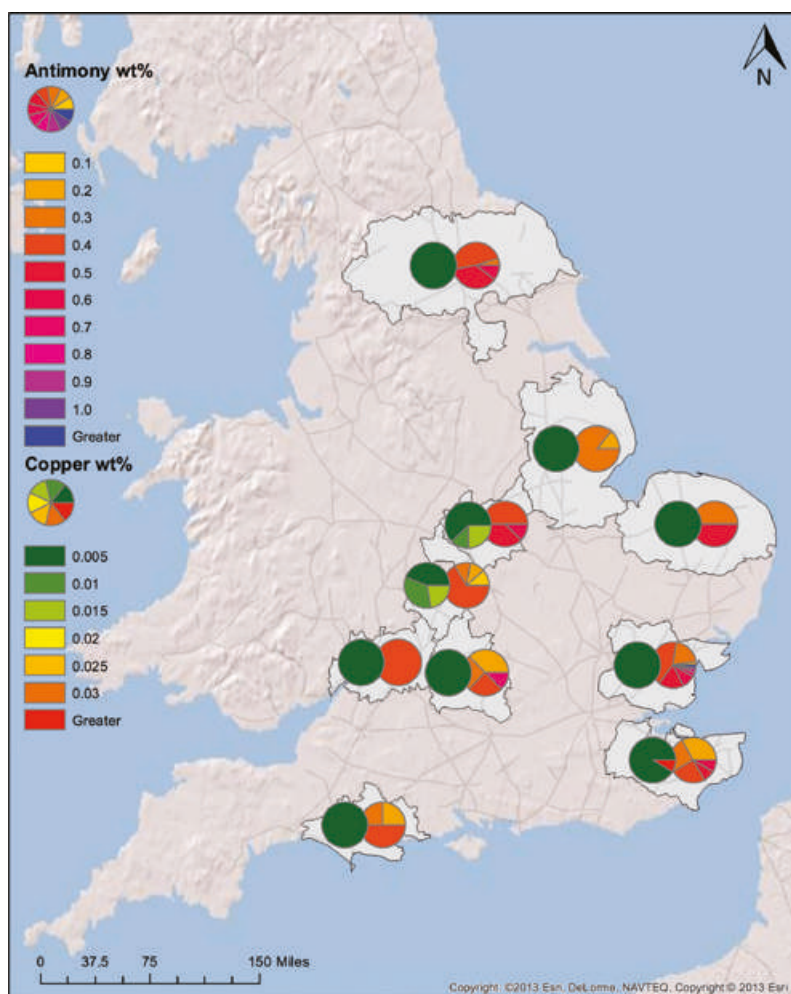 N
Antimony wt%
0.1
0.2
0.3
0.4
0.5
0.6
0.7
0.8
0.9
1.0
Greater
Copper wt%
0.005
0.01
0.015
0.02
0.025
0.03
Greater
0 37.5 75 150 Miles
Copyright: ©2013 Esri, DeLorme, NAVTEQ, Copyright © 2013 Esri